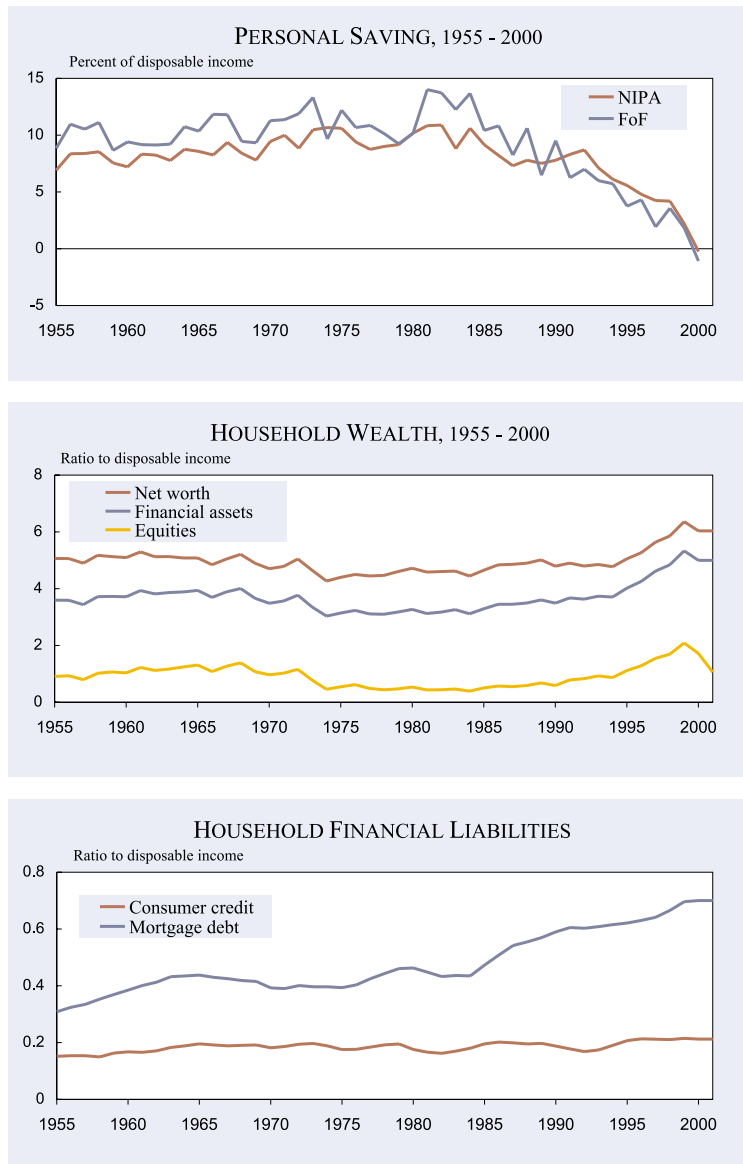 PERSONAL SAVING, 1955 - 2000
Percent of disposable income
15
10
5
0
-5
NIPA
FoF
1955 1960 1965 1970 1975 1980 1985 1990 1995 2000
HOUSEHOLD WEALTH, 1955 - 2000
Ratio to disposable income
8
6
4
2
0
Net worth
Financial assets
Equities
1955 1960 1965 1970 1975 1980 1985 1990 1995 2000
HOUSEHOLD FINANCIAL LIABILITIES
Ratio to disposable income
0.8
0.6
0.4
0.2
0
Consumer credit
Mortgage debt
1955 1960 1965 1970 1975 1980 1985 1990 1995 2000